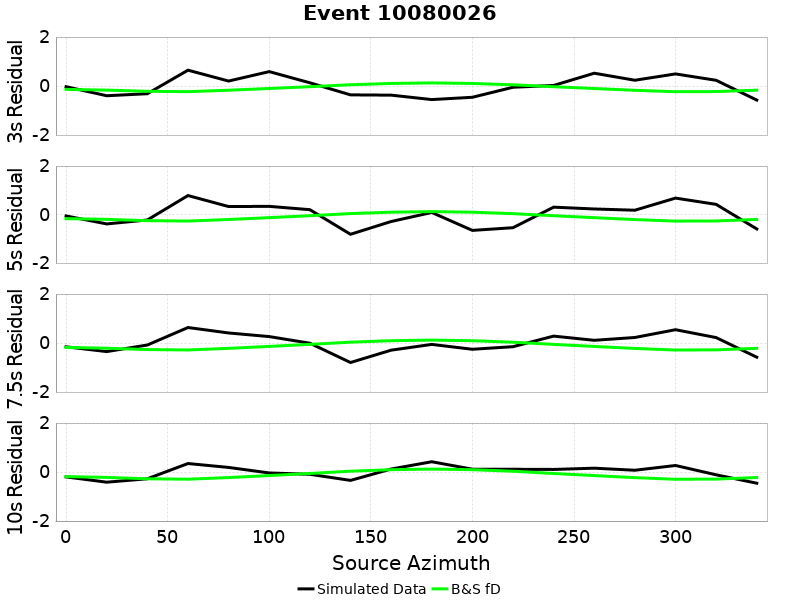 Event 10080026
3s Residual
2
0
-2
5s Residual
2
0
-2
7.5s Residual
2
0
-2
10s Residual
2
0
-2
0 50 100 150 200 250 300
Source Azimuth
Simulated Data B&S fD